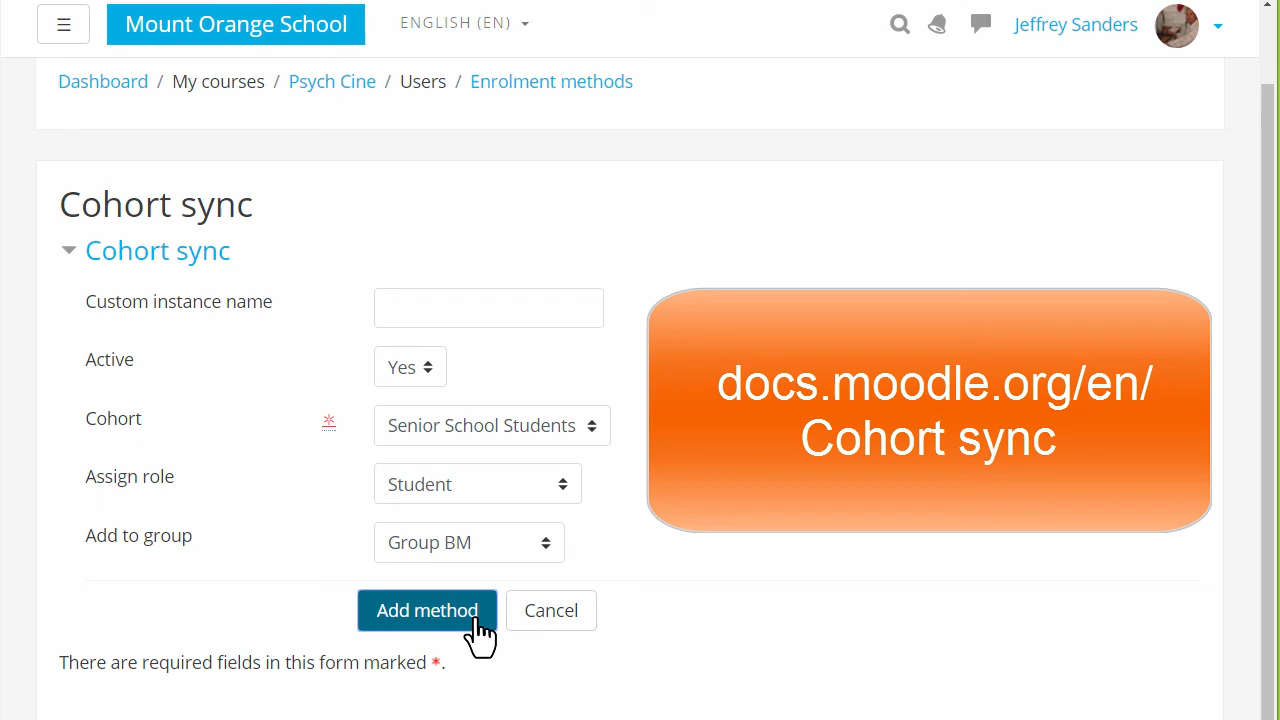 Mount Orange School
ENGLISH (EN)
Jeffrey Sanders
Dashboard / My courses / Psych Cine / Users / Enrolment methods
Cohort sync
Cohort sync
Custom instance name
Active
Yes
Cohort
*
Senior School Students
Assign role
Student
Add to group
Group BM
docs.moodle.org/en/
Cohort sync
Add method
Cancel
There are required fields in this form marked *.